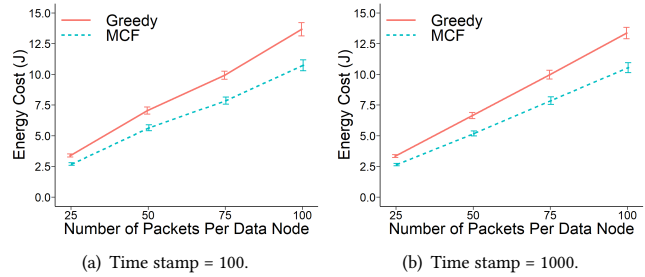 15.0
12.5
10.0
7.5
5.0
2.5
0.0
Energy Cost (J)
Greedy
MCF
25 50 75 100
Number of Packets Per Data Node
(a) Time stamp = 100.
15.0
12.5
10.0
7.5
5.0
2.5
0.0
Energy Cost (J)
Greedy
MCF
25 50 75 100
Number of Packets Per Data Node
(b) Time stamp = 1000.